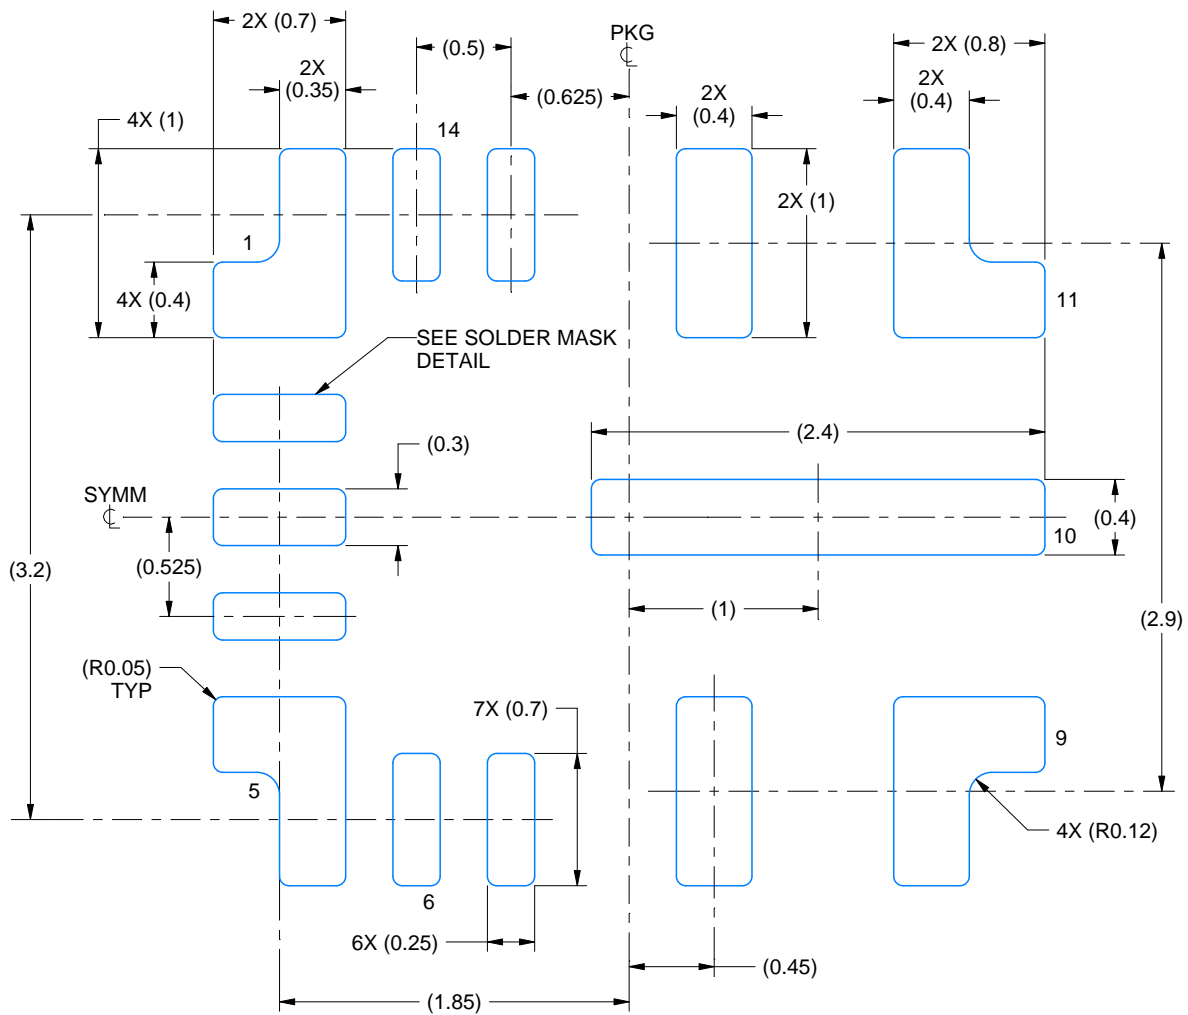 2X (0.7)
(0.5)
PKG
℄
2X (0.8)
2X
(0.35)
(0.625)
2X
(0.4)
2X
(0.4)
4X (1)
14
2X (1)
1
4X (0.4)
11
SEE SOLDER MASK
DETAIL
(2.4)
(0.3)
SYMM
℄
(0.4)
10
(0.525)
(3.2)
(1)
(2.9)
(R0.05)
TYP
7X (0.7)
9
5
4X (R0.12)
6
6X (0.25)
(0.45)
(1.85)